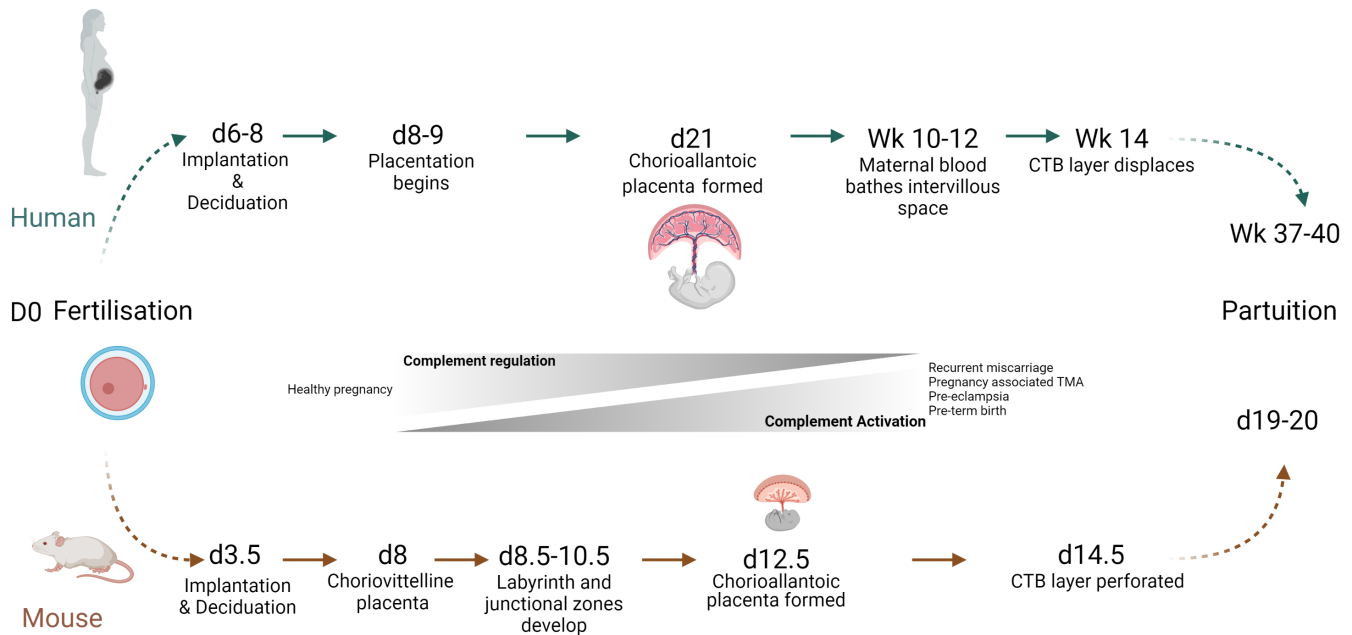 d6-8
Implantation
&
Deciduation
d8-9
Placentation
begins
d21
Chorioallantoic
placenta formed
Wk 10-12
Maternal blood
bathes intervillous
space
Wk 14
CTB layer displaces
Human
Wk 37-40
D0 Fertilisation
Partuition
Complement regulation
Healthy pregnancy
Recurrent miscarriage
Pregnancy associated TMA
Pre-eclampsia
Pre-term birth
Complement Activation
d19-20
d3.5
Implantation
& Deciduation
d8
Choriovittelline
placenta
d8.5-10.5
Labyrinth and
junctional zones
develop
d12.5
Chorioallantoic
placenta formed
d14.5
CTB layer perforated
Mouse